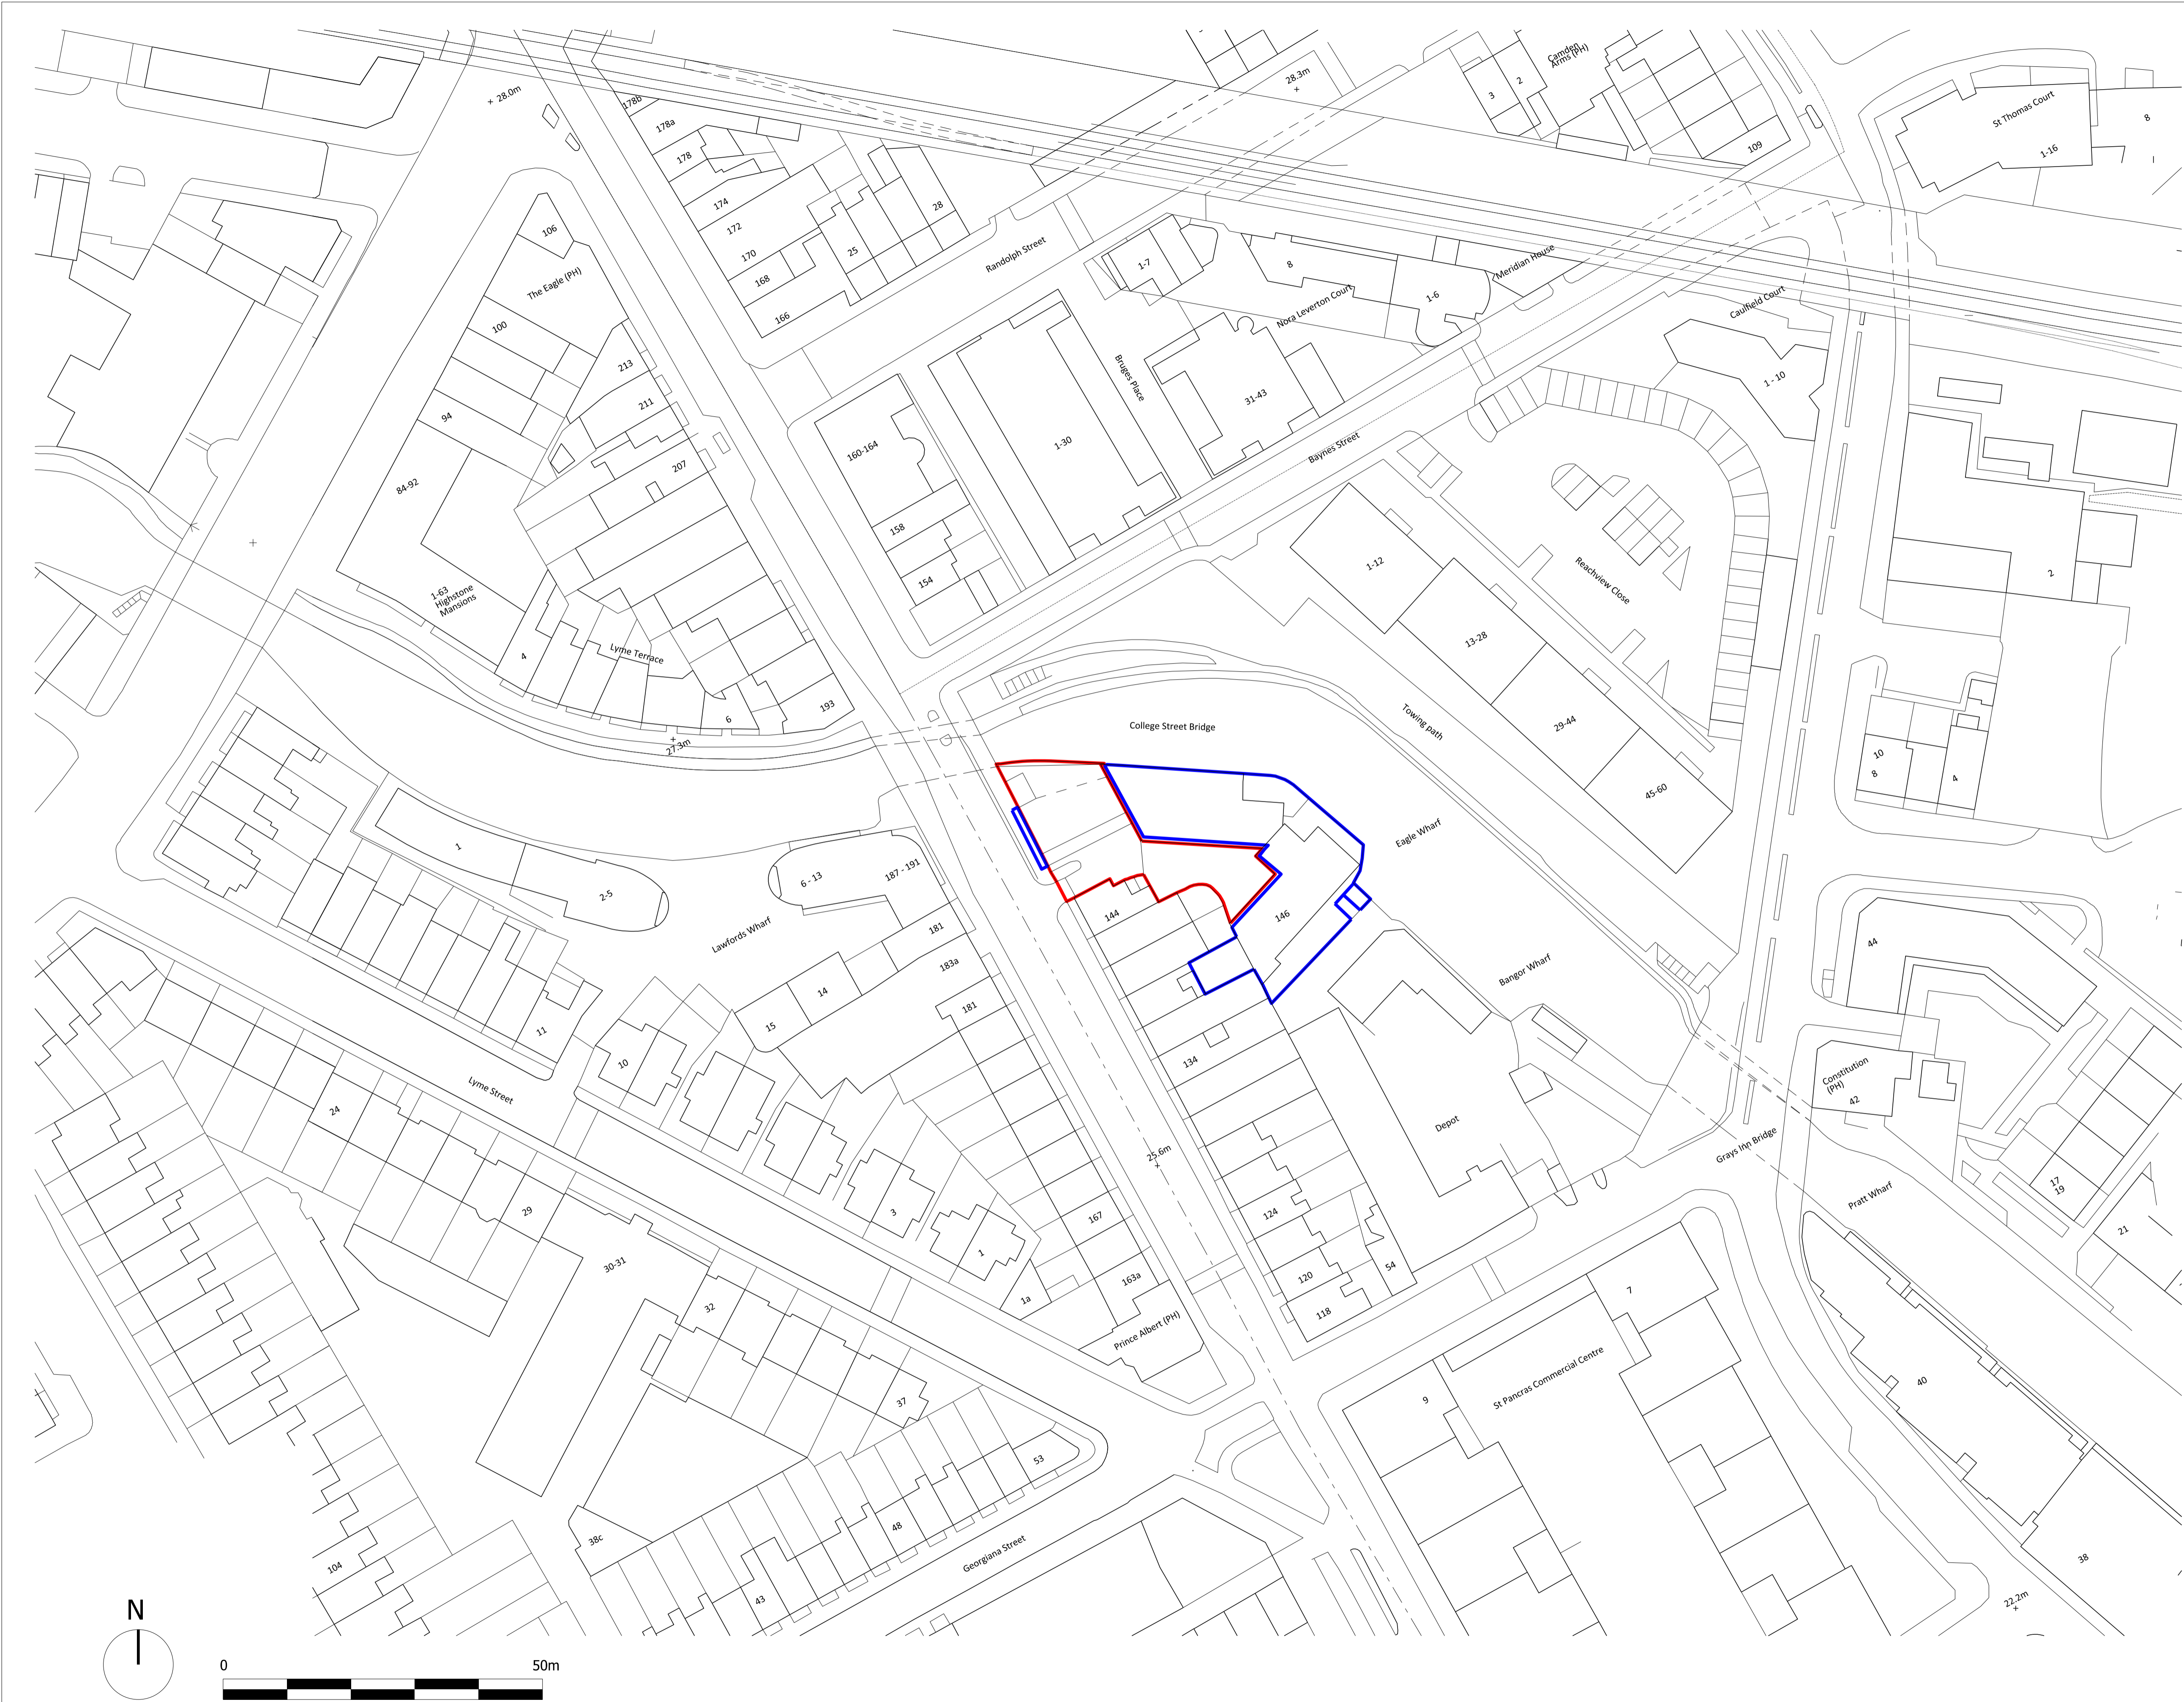 28.0m
178b
178a
178
174
172
170
168
166
28
25
106
The Eagle (PH)
100
94
84-92
213
211
207
1-63
Highstone
Mansions
4
Lyme Terrace
6
193
27.3m
Randolph Street
28.3m
3
2
Camden
Arms (PH)
109
St Thomas Court
1-16
8
1-7
8
Nora Leverton Court
1-6
Meridian House
Caulfield Court
1 - 10
Bruges Place
1-30
31-43
160-164
158
154
Baynes Street
1-12
13-28
29-44
45-60
Reachview Close
2
10
8
4
College Street Bridge
Towing path
Eagle Wharf
144
146
134
Bangor Wharf
Depot
1
2-5
6 - 13
187 - 191
Lawfords Wharf
181
183a
181
14
15
11
10
Lyme Street
24
29
30-31
32
37
3
1
1a
167
163a
Prince Albert (PH)
25.6m
124
120
118
54
44
Constitution
(PH)
42
Grays Inn Bridge
Pratt Wharf
17
19
21
7
9
St Pancras Commercial Centre
40
38
22.2m
53
48
43
38c
104
Georgiana Street
N
0
50m